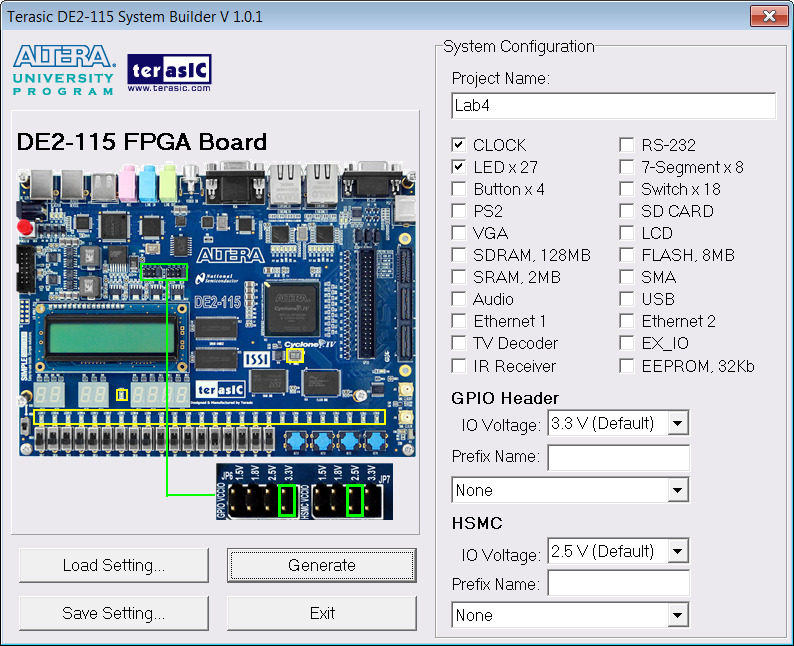 Terasic DE2-115 System Builder V 1.0.1
ALTERA
UNIVERSITY
PROGRAM
terasIC
www.terasic.com
DE2-115 FPGA Board
ALTERA
National
Semiconductor
DE2-115
ALTERA
Cyclone IV
Cyclone IV
ISSI
terasIC
JP6
1.5V
1.8V
2.5V
3.3V
GPIO VCCIO
HSMC VCCIO
1.5V
1.8V
2.5V
3.3V
JP7
Load Setting...
Generate
Save Setting...
Exit
System Configuration
Project Name:
Lab4
CLOCK
RS-232
LED x 27
7-Segment x 8
Button x 4
Switch x 18
PS2
SD CARD
VGA
LCD
SDRAM, 128MB
FLASH, 8MB
SRAM, 2MB
SMA
Audio
USB
Ethernet 1
Ethernet 2
TV Decoder
EX_IO
IR Receiver
EEPROM, 32Kb
GPIO Header
IO Voltage: 3.3 V (Default)
Prefix Name:
None
HSMC
IO Voltage: 2.5 V (Default)
Prefix Name:
None